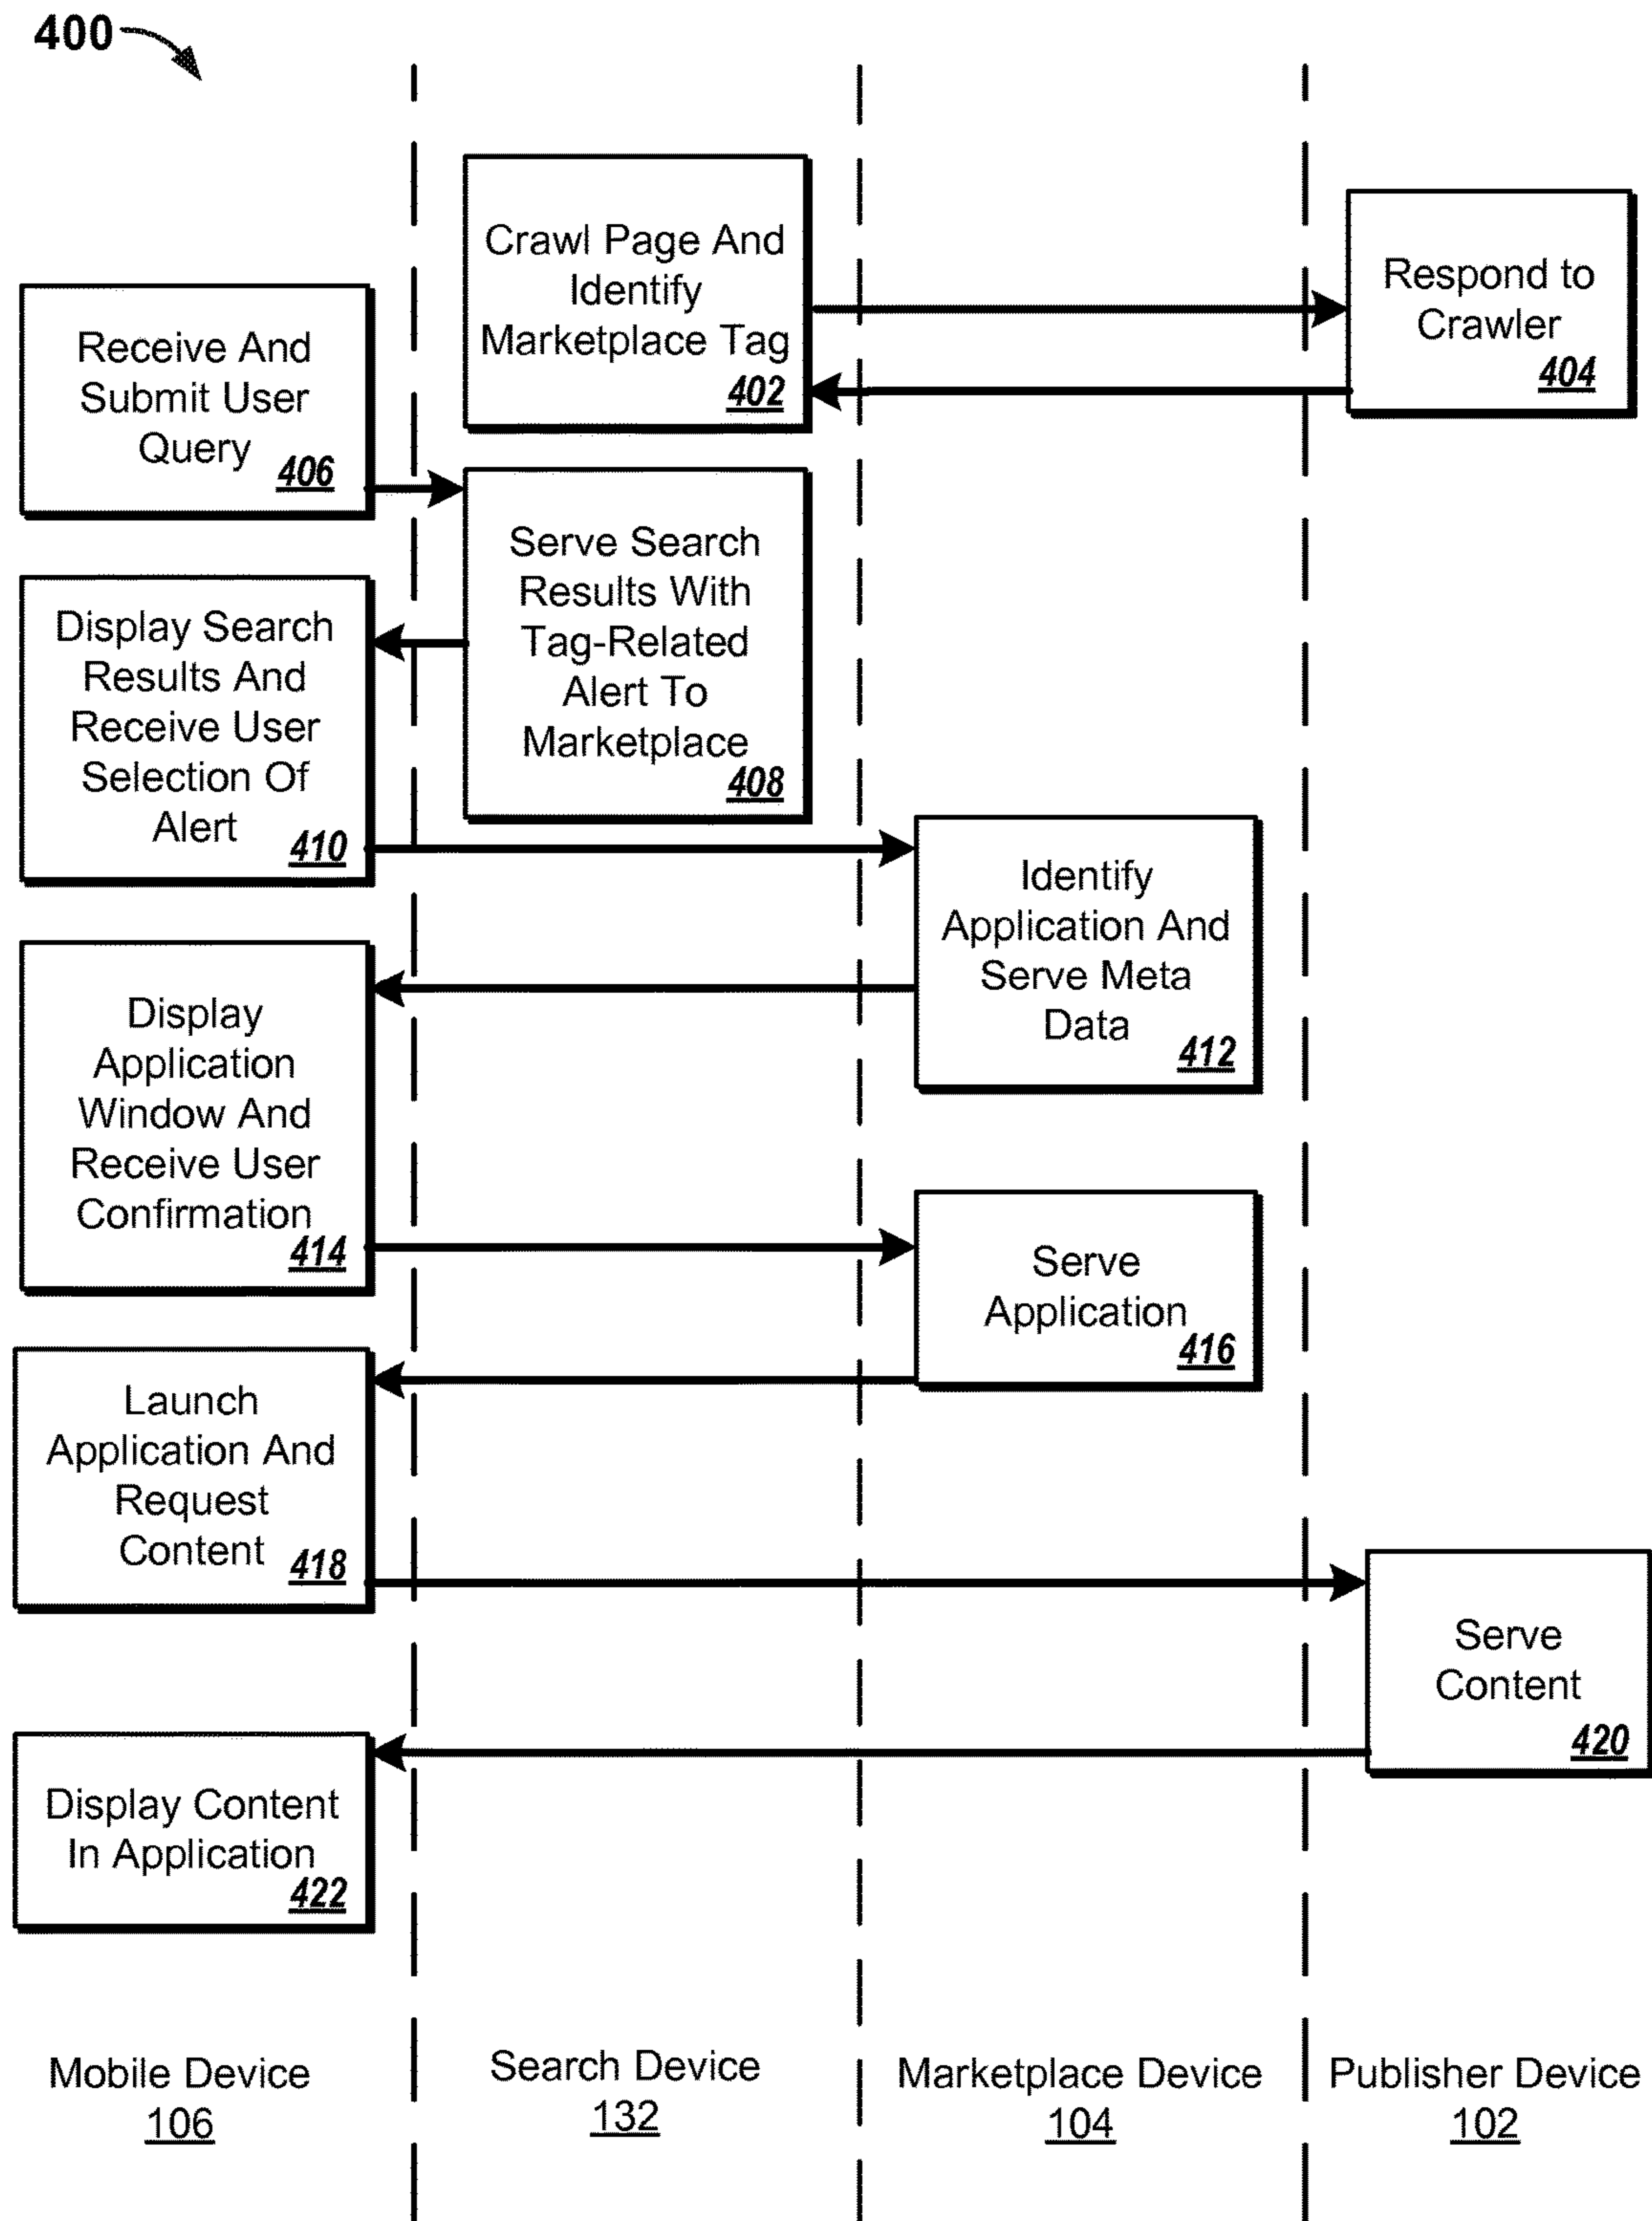 400
Crawl Page And
Identify
Marketplace Tag
402
Respond to
Crawler
404
Receive And
Submit User
Query
406
Serve Search
Results With
Tag-Related
Alert To
Marketplace
408
Display Search
Results And
Receive User
Selection Of
Alert
410
Identify
Application And
Serve Meta
Data
412
Display
Application
Window And
Receive User
Confirmation
414
Serve
Application
416
Launch
Application And
Request
Content
418
Serve
Content
420
Display Content
In Application
422
Mobile Device
106
Search Device
132
Marketplace Device
104
Publisher Device
102